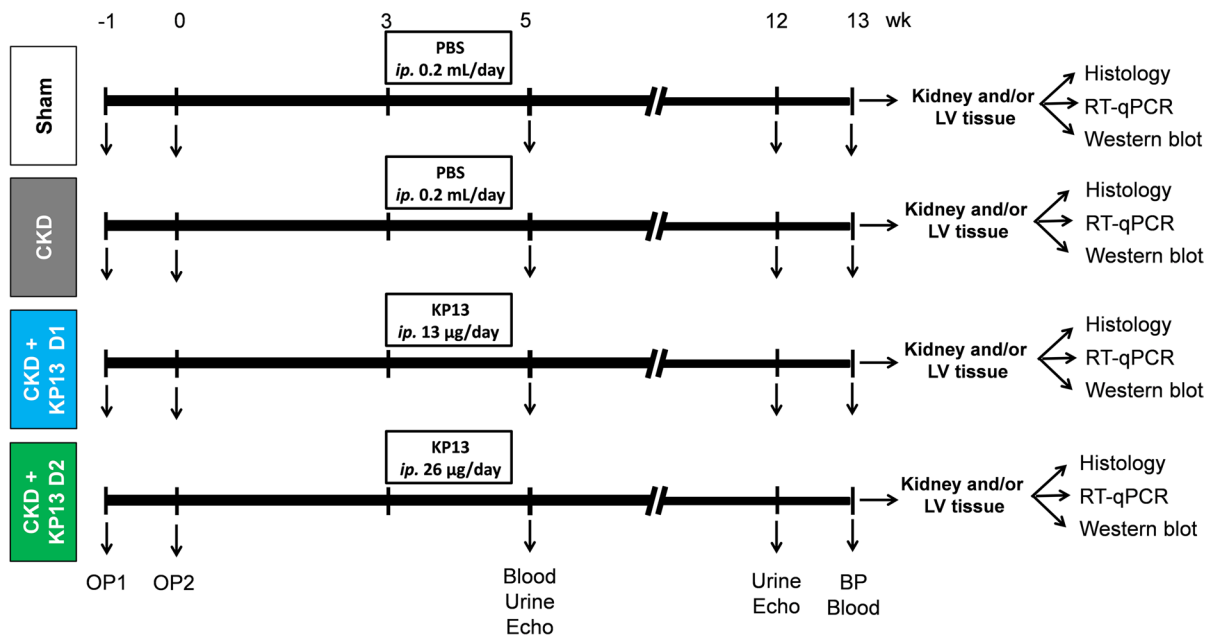 -1 0 3 5 12 13 wk
Sham
PBS
ip. 0.2 mL/day
Kidney and/or
LV tissue
Histology
RT-qPCR
Western blot
CKD
PBS
ip. 0.2 mL/day
Kidney and/or
LV tissue
Histology
RT-qPCR
Western blot
CKD +
KP13 D1
KP13
ip. 13 µg/day
Kidney and/or
LV tissue
Histology
RT-qPCR
Western blot
CKD +
KP13 D2
KP13
ip. 26 µg/day
Kidney and/or
LV tissue
Histology
RT-qPCR
Western blot
OP1
OP2
Blood
Urine
Echo
Urine
Echo
BP
Blood